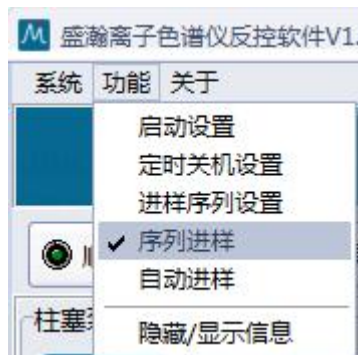 盛瀚离子色谱仪反控软件V1.
系统 功能 关于
启动设置
定时关机设置
进样序列设置
序列进样
自动进样
柱塞
隐藏/显示信息